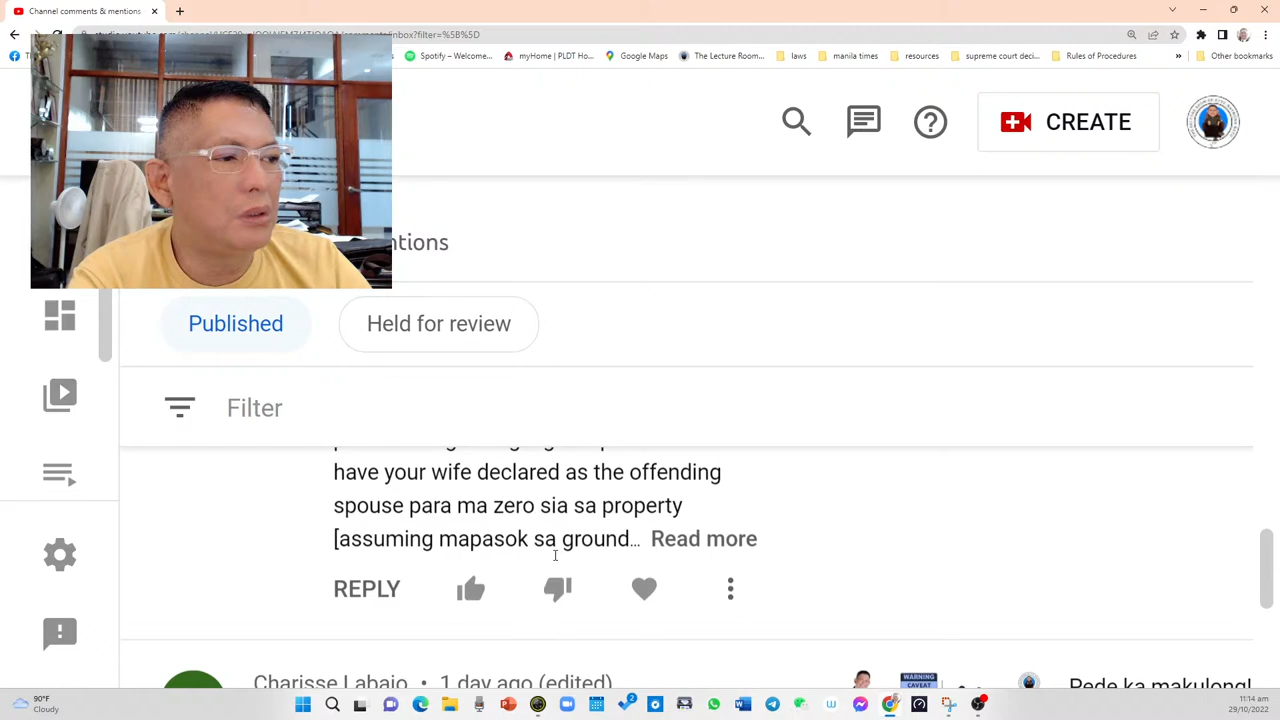 Channel comments & mentions
Spotify – Welcome...
myHome | PLDT Ho...
Google Maps
The Lecture Room...
laws
manila times
resources
supreme court deci...
Rules of Procedures
Other bookmarks
CREATE
ntions
Published
Held for review
Filter
have your wife declared as the offending
spouse para ma zero sia sa property
[assuming mapasok sa ground... Read more
REPLY
Charisse Labajo • 1 day ago (edited)
WARNING
CAVEAT
Pede ka makulong!
90°F
Cloudy
2
11:14 am
29/10/2022